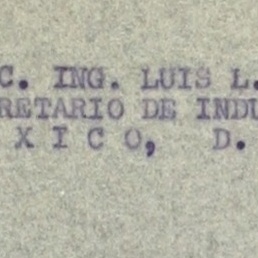 C. ING. LUIS L.
RETARIO DE INDU
X I C O, D.